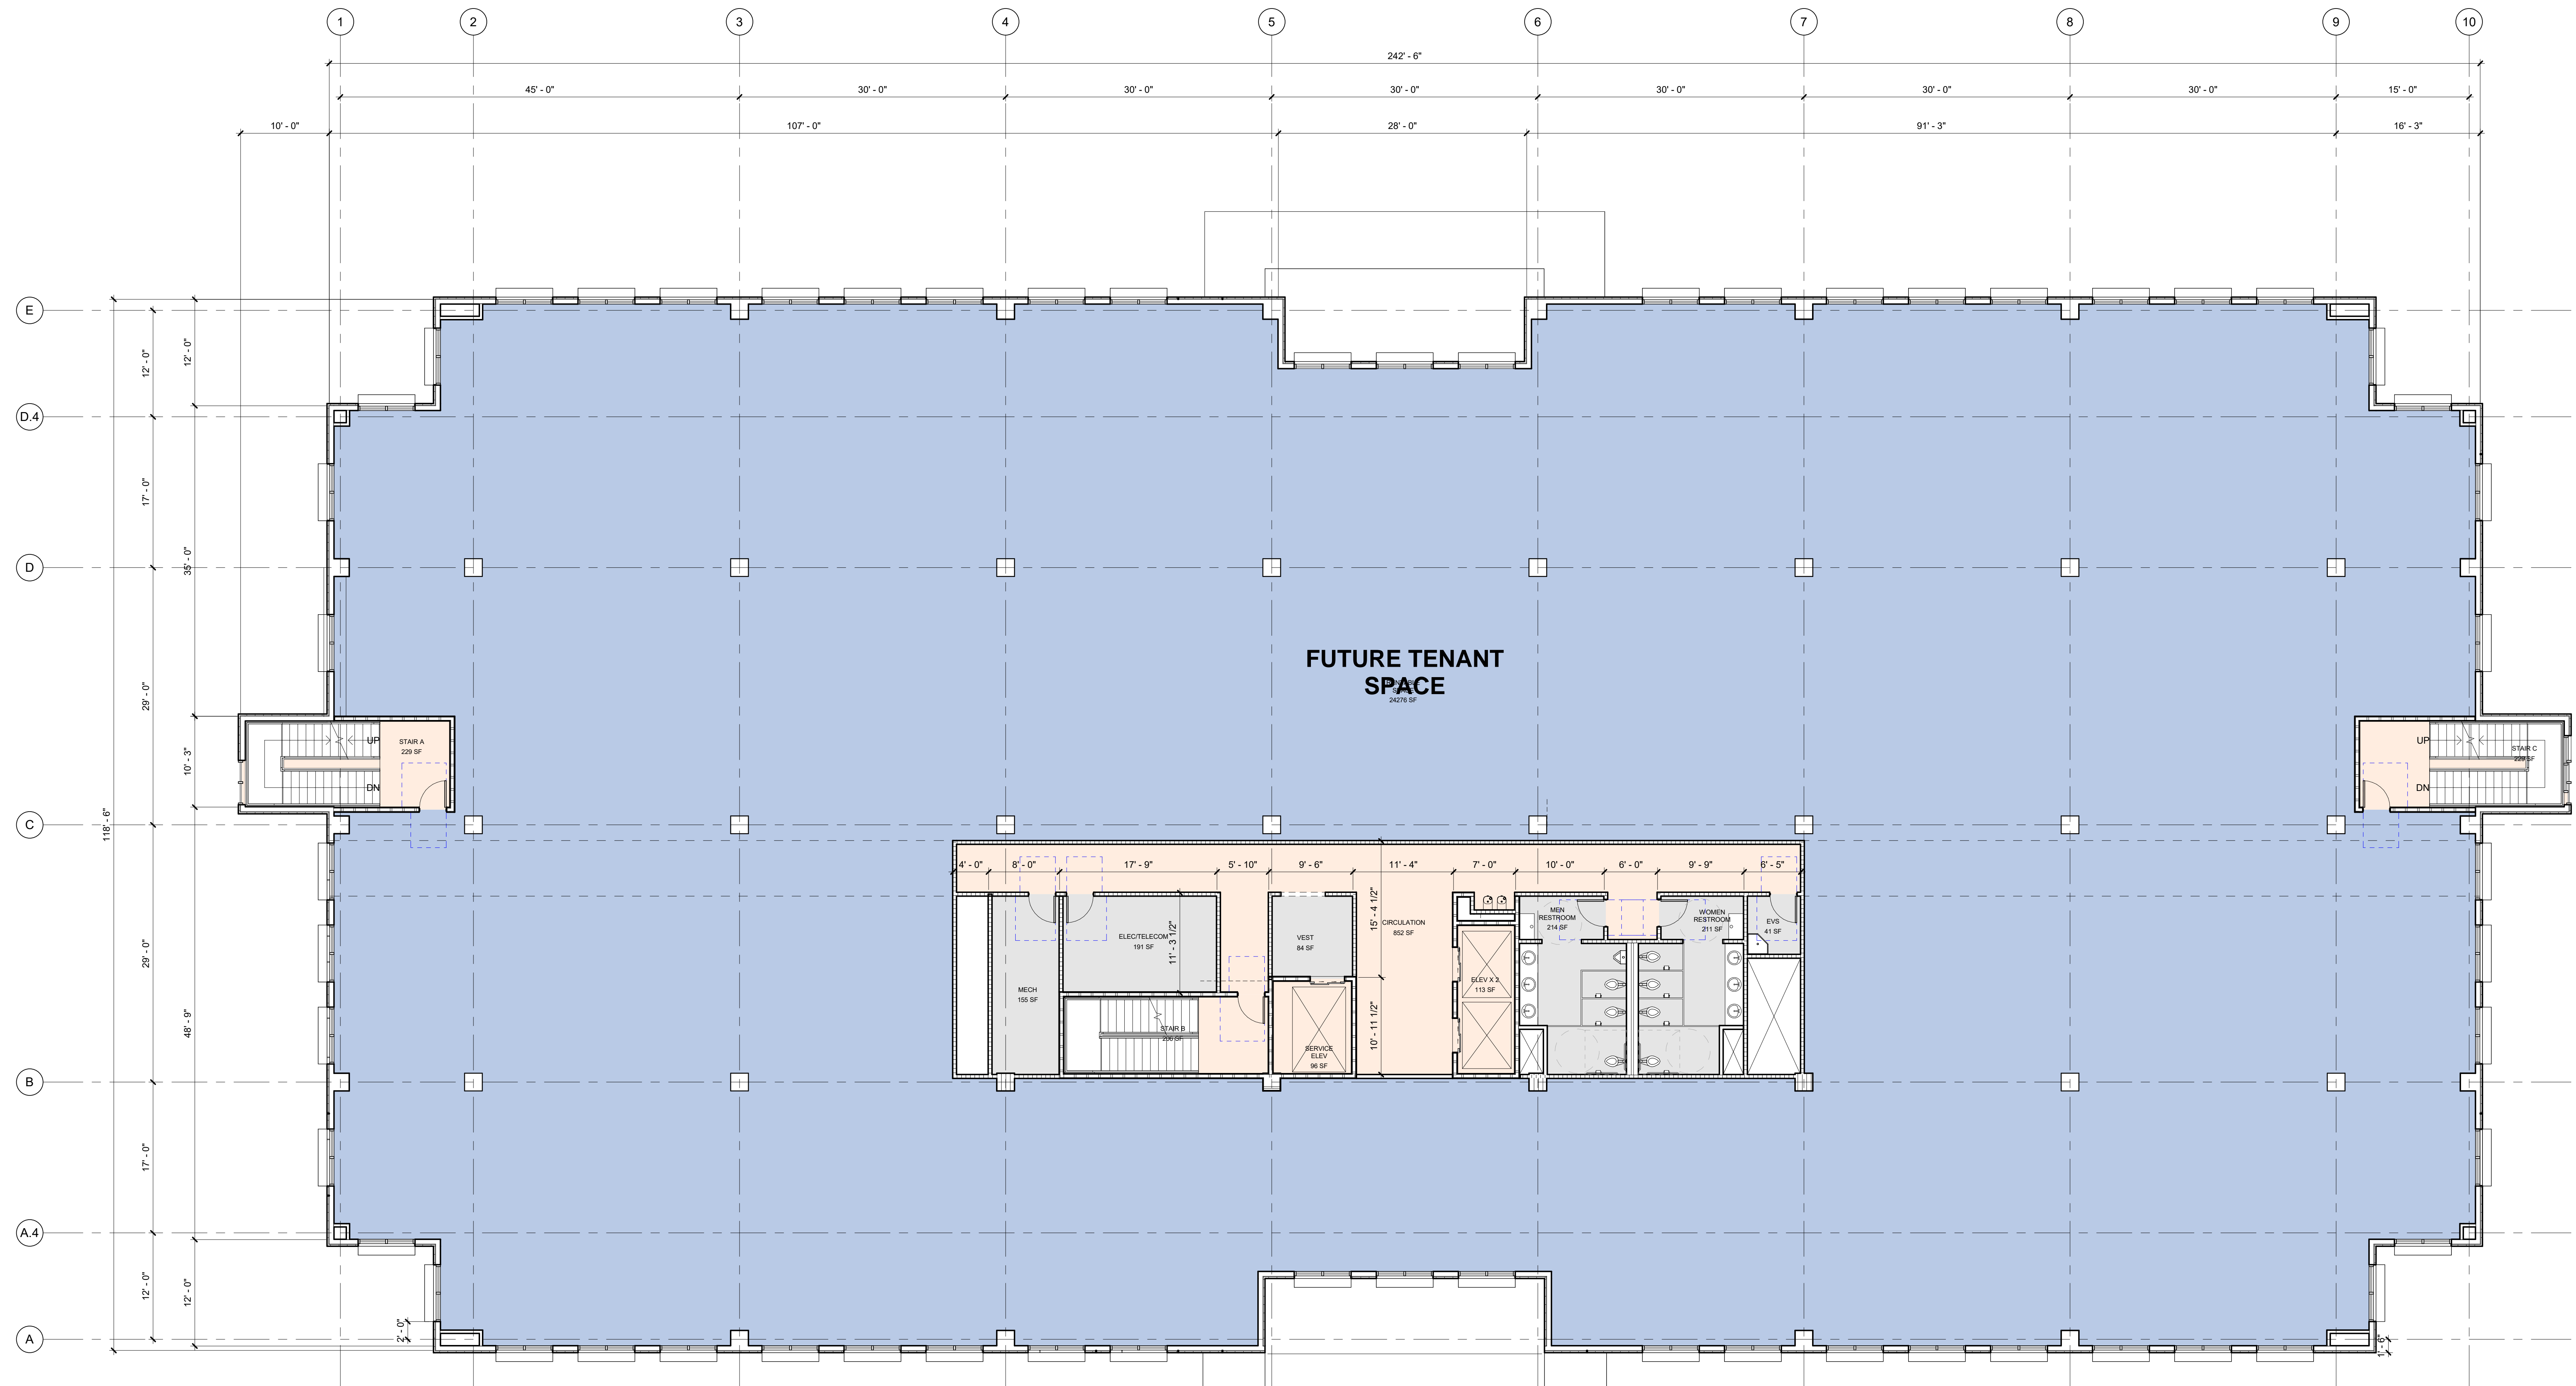 1
2
3
4
5
6
7
8
9
10
242' - 6"
45' - 0"
30' - 0"
30' - 0"
30' - 0"
30' - 0"
30' - 0"
30' - 0"
15' - 0"
10' - 0"
107' - 0"
28' - 0"
91' - 3"
16' - 3"
E
D.4
D
C
B
A.4
A
118' - 6"
12' - 0"
17' - 0"
29' - 0"
29' - 0"
17' - 0"
12' - 0"
12' - 0"
35' - 0"
10' - 3"
48' - 9"
12' - 0"
2' - 0"
1' - 6"
FUTURE TENANT
SPACE
24276 SF
UP
DN
STAIR A
229 SF
UP
DN
STAIR C
229 SF
4' - 0"
8' - 0"
17' - 9"
5' - 10"
9' - 6"
11' - 4"
7' - 0"
10' - 0"
6' - 0"
9' - 9"
6' - 5"
15' - 4 1/2"
10' - 11 1/2"
11' - 3 1/2"
MECH
155 SF
ELEC/TELECOM
191 SF
STAIR B
206 SF
VEST
84 SF
SERVICE
ELEV
96 SF
CIRCULATION
852 SF
ELEV X 2
113 SF
MEN
RESTROOM
214 SF
WOMEN
RESTROOM
211 SF
EVS
41 SF